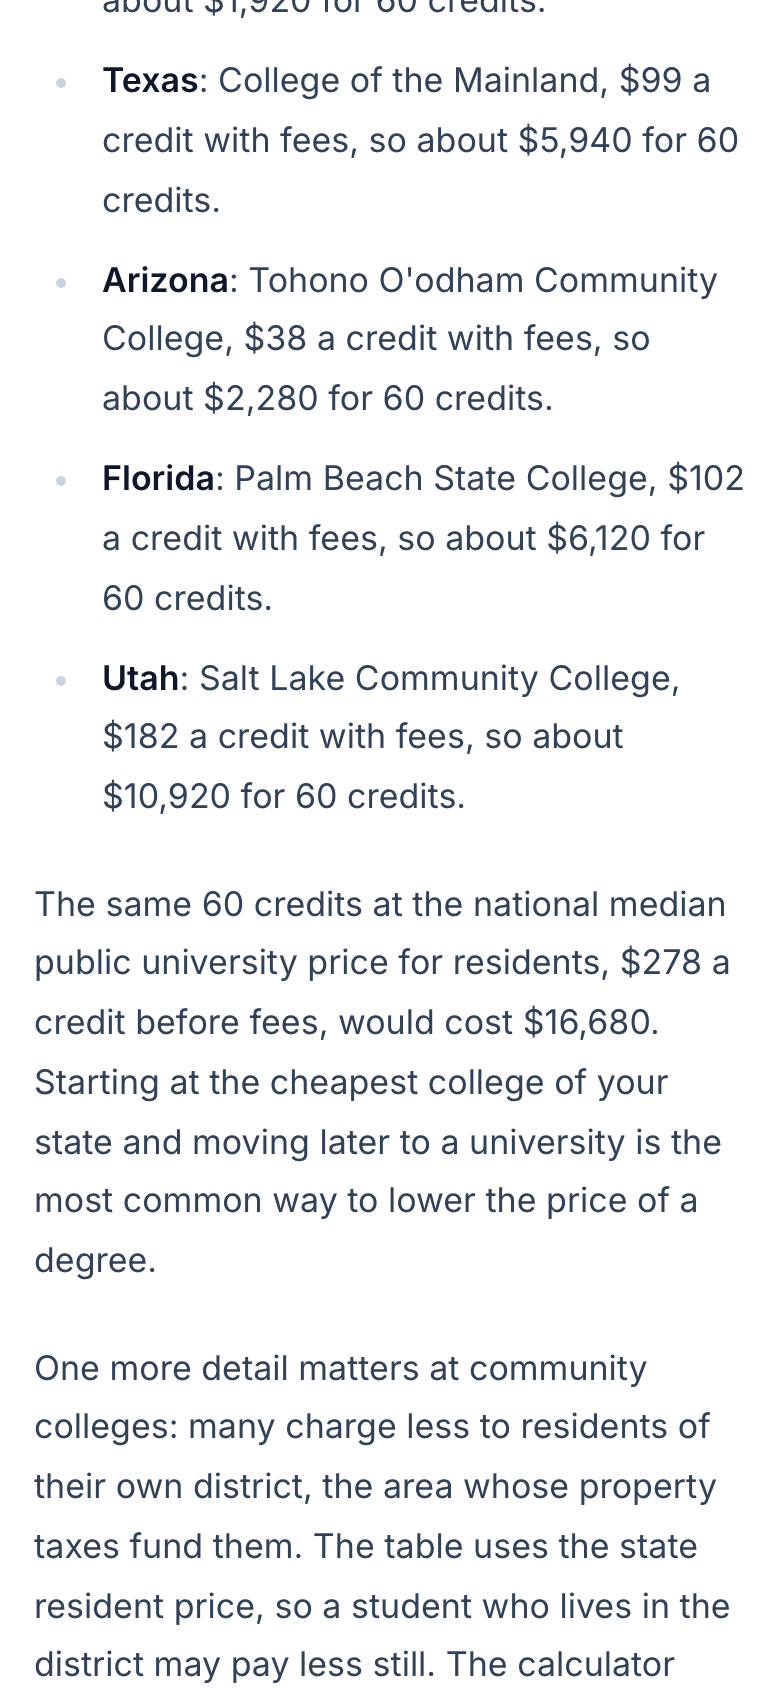 about $1,920 for 60 credits.
Texas: College of the Mainland, $99 a
credit with fees, so about $5,940 for 60
credits.
Arizona: Tohono O'odham Community
College, $38 a credit with fees, so
about $2,280 for 60 credits.
Florida: Palm Beach State College, $102
a credit with fees, so about $6,120 for
60 credits.
Utah: Salt Lake Community College,
$182 a credit with fees, so about
$10,920 for 60 credits.
The same 60 credits at the national median
public university price for residents, $278 a
credit before fees, would cost $16,680.
Starting at the cheapest college of your
state and moving later to a university is the
most common way to lower the price of a
degree.
One more detail matters at community
colleges: many charge less to residents of
their own district, the area whose property
taxes fund them. The table uses the state
resident price, so a student who lives in the
district may pay less still. The calculator